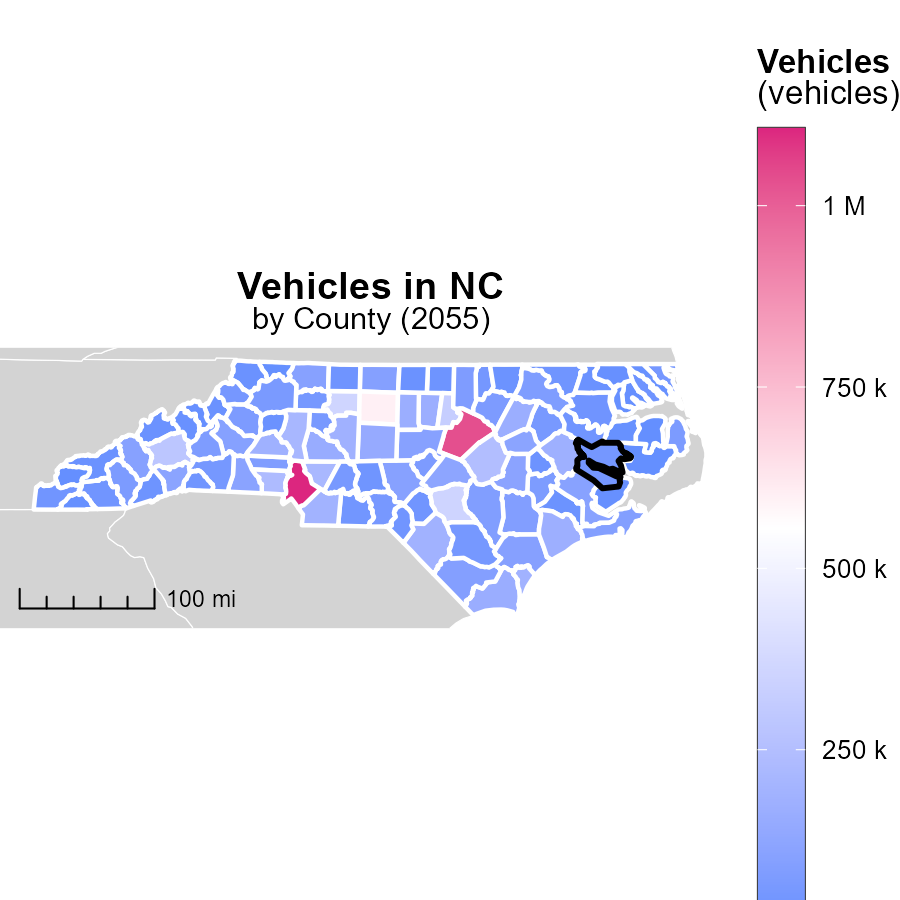 Vehicles
(vehicles)
1 M
750 k
500 k
250 k
Vehicles in NC
by County (2055)
100 mi